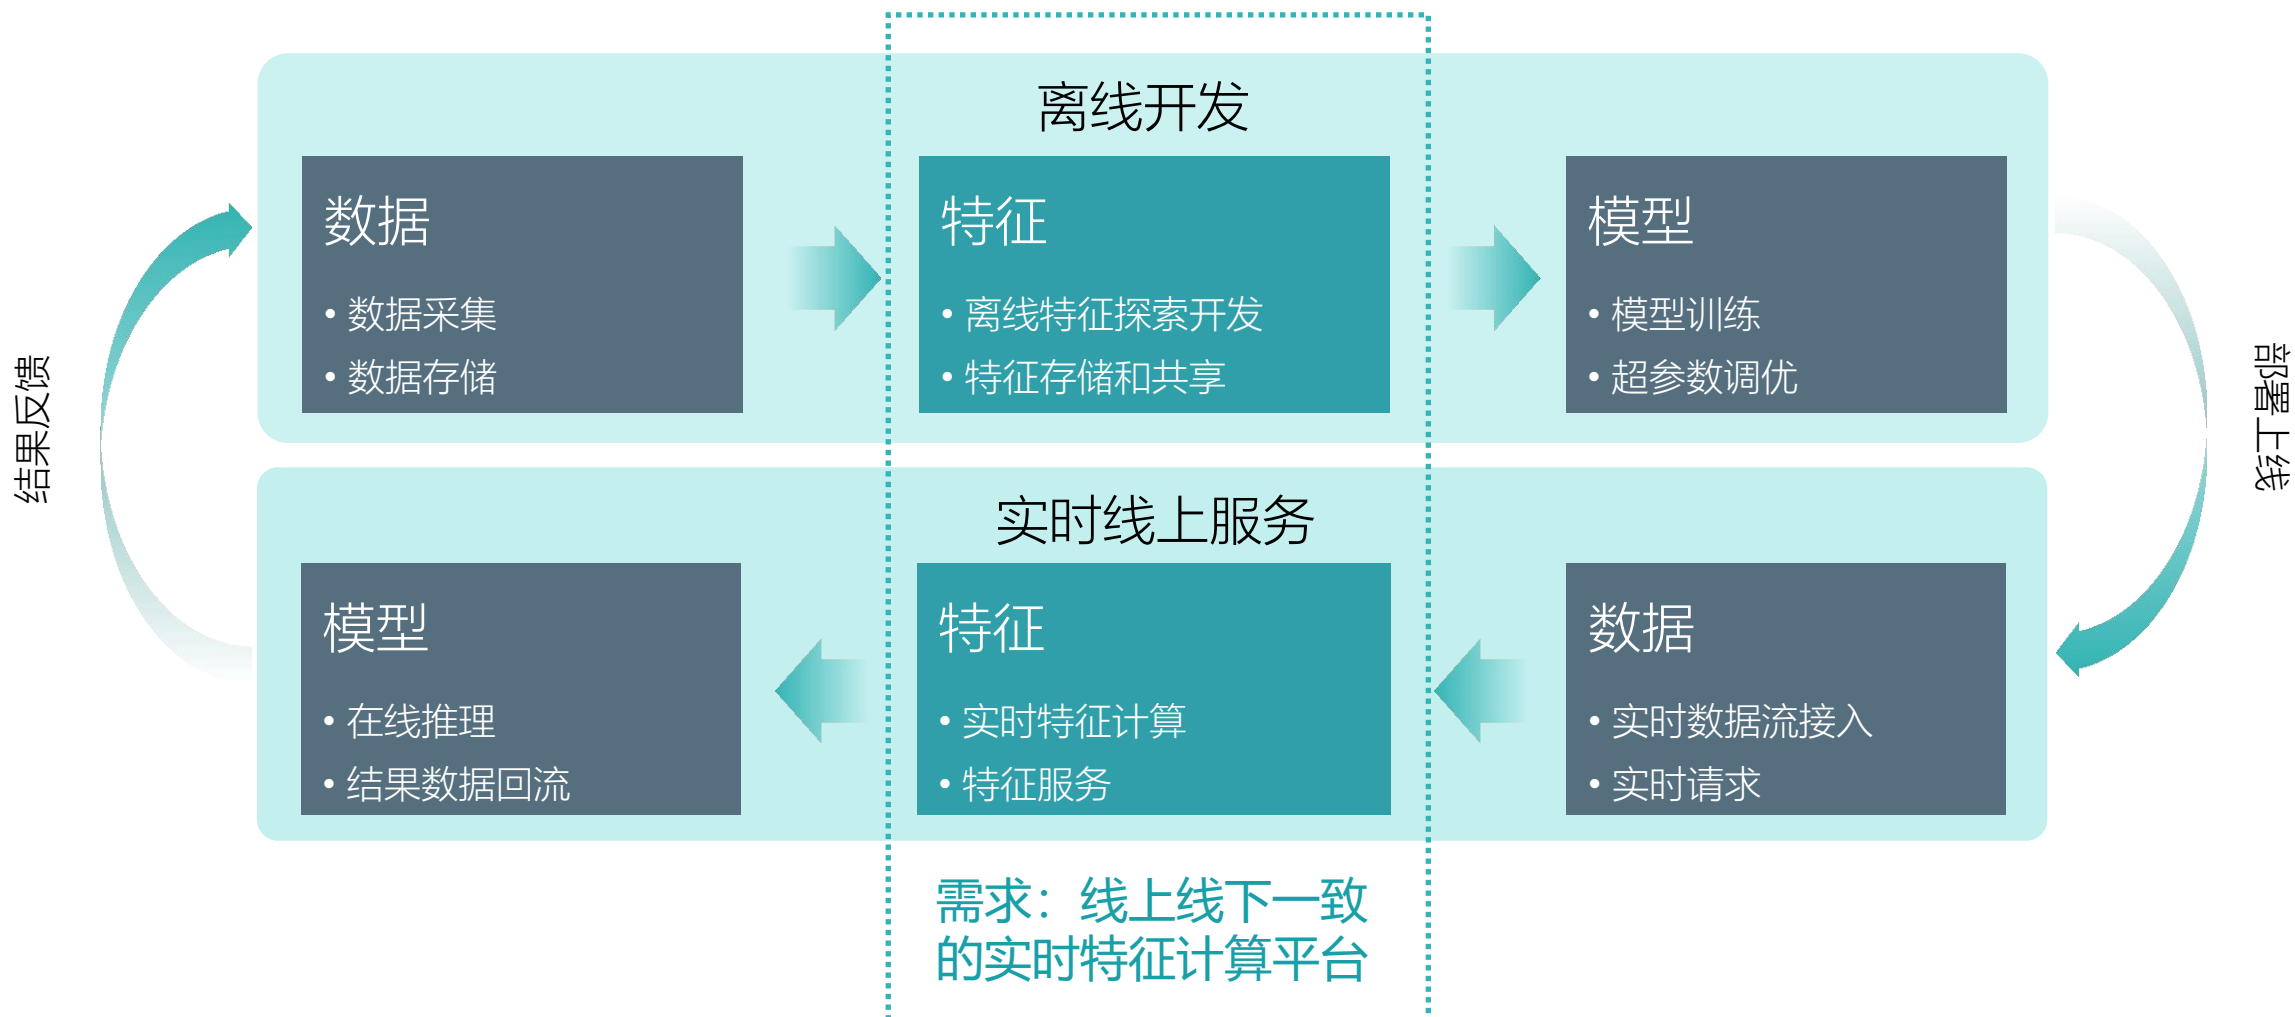 离线开发
数据
• 数据采集
• 数据存储
特征
• 离线特征探索开发
• 特征存储和共享
模型
• 模型训练
• 超参数调优
结果反馈
部署上线
实时线上服务
模型
• 在线推理
• 结果数据回流
特征
• 实时特征计算
• 特征服务
数据
• 实时数据流接入
• 实时请求
需求：线上线下一致
的实时特征计算平台